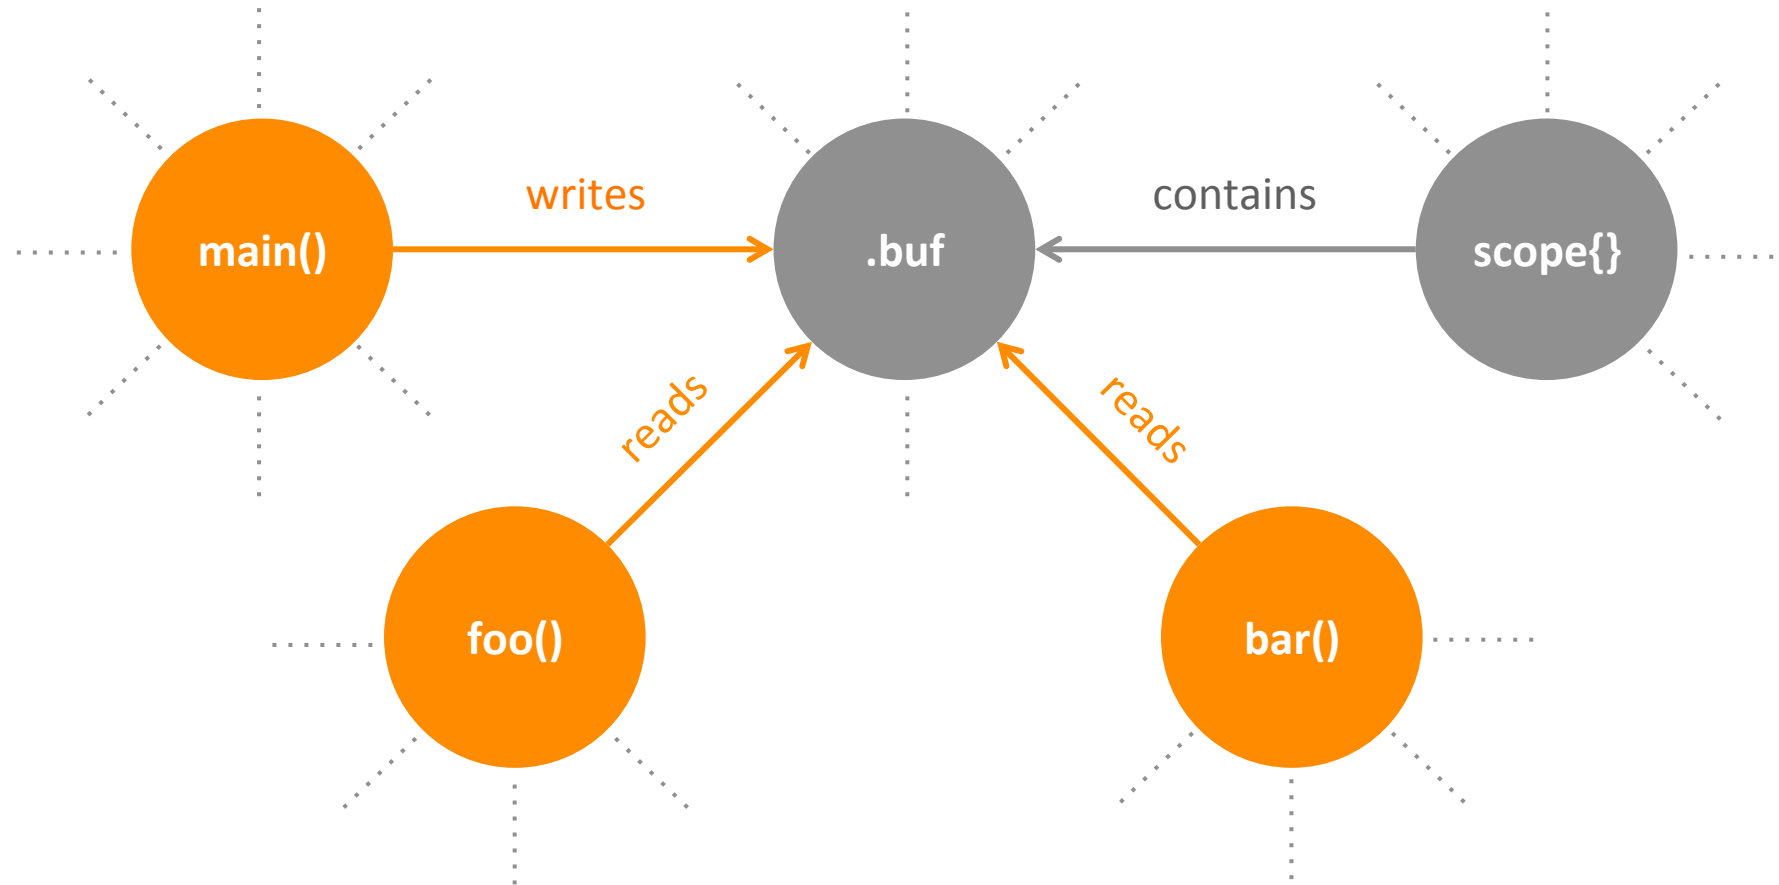 writes
contains
main()
.buf
scope{}
reads
reads
foo()
bar()